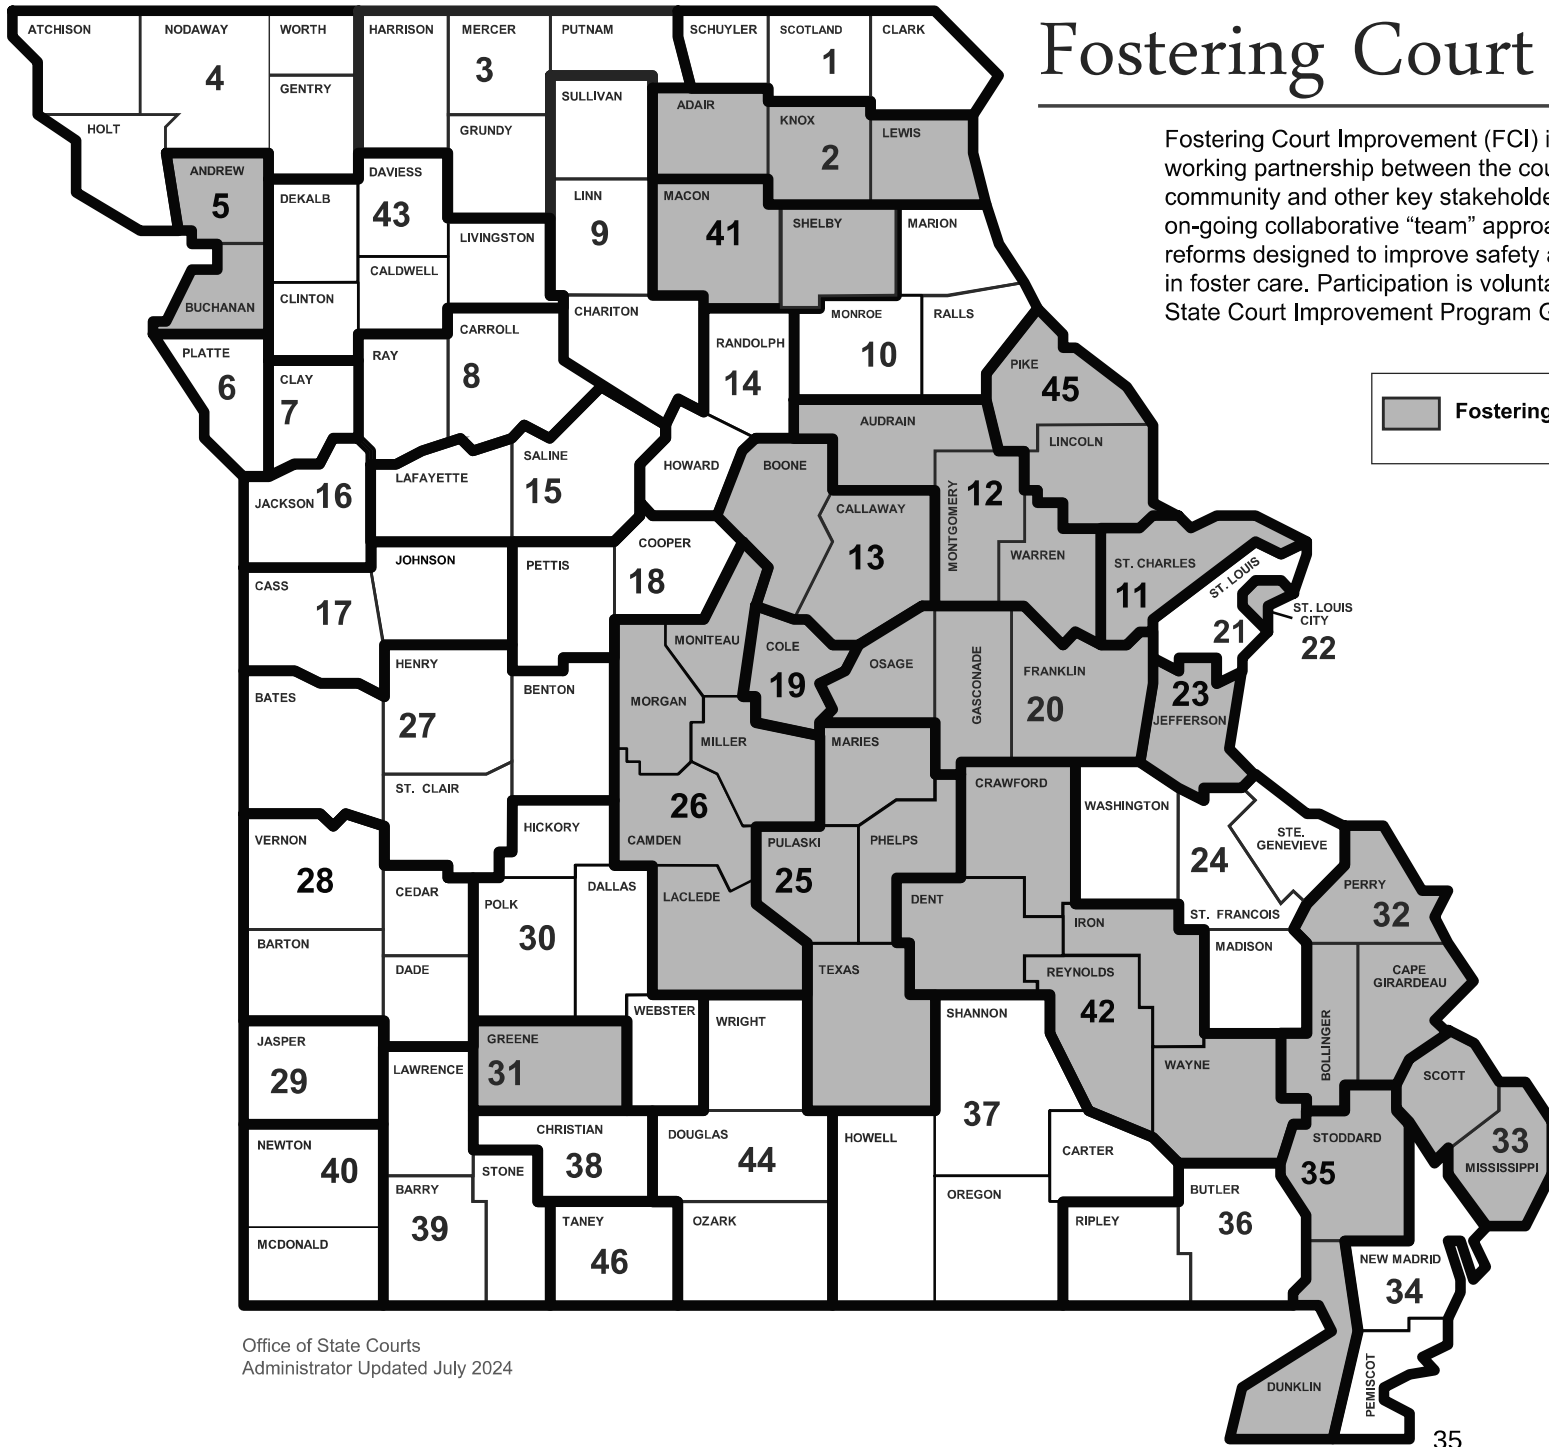 Fostering Court
Fostering Court Improvement (FCI) i
working partnership between the cou
community and other key stakeholde
on-going collaborative “team” approa
reforms designed to improve safety a
in foster care. Participation is volunta
State Court Improvement Program G
Fostering
ATCHISON
NODAWAY
WORTH
HARRISON
MERCER
PUTNAM
SCHUYLER
SCOTLAND
CLARK
4
3
1
GENTRY
SULLIVAN
ADAIR
KNOX
LEWIS
HOLT
GRUNDY
2
ANDREW
5
DEKALB
DAVIESS
43
LINN
9
MACON
41
SHELBY
MARION
LIVINGSTON
CALDWELL
BUCHANAN
CLINTON
CARROLL
8
CHARITON
MONROE
10
RALLS
PLATTE
6
CLAY
7
RAY
RANDOLPH
14
PIKE
45
AUDRAIN
LINCOLN
JACKSON
16
LAFAYETTE
SALINE
15
HOWARD
BOONE
CALLAWAY
13
MONTGOMERY
12
WARREN
ST. CHARLES
11
ST. LOUIS
21
ST. LOUIS
CITY
22
CASS
17
JOHNSON
PETTIS
COOPER
18
MONITEAU
COLE
19
OSAGE
GASCONADE
FRANKLIN
20
23
JEFFERSON
BATES
HENRY
27
BENTON
MORGAN
MILLER
MARIES
ST. CLAIR
CRAWFORD
WASHINGTON
STE.
GENEVIEVE
24
VERNON
28
HICKORY
CAMDEN
26
PULASKI
25
PHELPS
CEDAR
POLK
30
DALLAS
LACLEDE
DENT
IRON
ST. FRANCOIS
PERRY
32
BARTON
DADE
TEXAS
REYNOLDS
42
MADISON
CAPE
GIRARDEAU
JASPER
29
LAWRENCE
GREENE
31
WEBSTER
WRIGHT
SHANNON
37
WAYNE
BOLLINGER
SCOTT
NEWTON
40
CHRISTIAN
38
DOUGLAS
44
HOWELL
CARTER
STODDARD
35
33
MISSISSIPPI
STONE
BARRY
39
OREGON
BUTLER
36
MCDONALD
TANEY
46
OZARK
RIPLEY
NEW MADRID
34
DUNKLIN
PEMISCOT
Office of State Courts
Administrator Updated July 2024
35